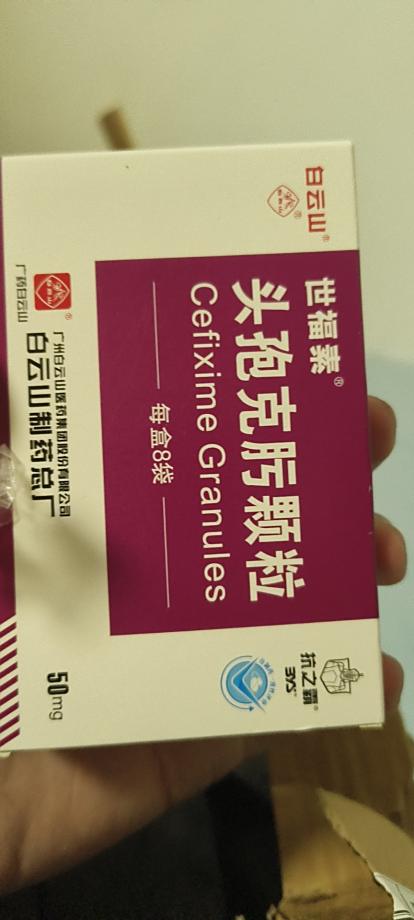 白云山®
世福素®
头孢克肟颗粒
Cefixime Granules
每盒8袋
抗之霸®
广药白云山
广州白云山医药集团股份有限公司
白云山制药总厂
50mg